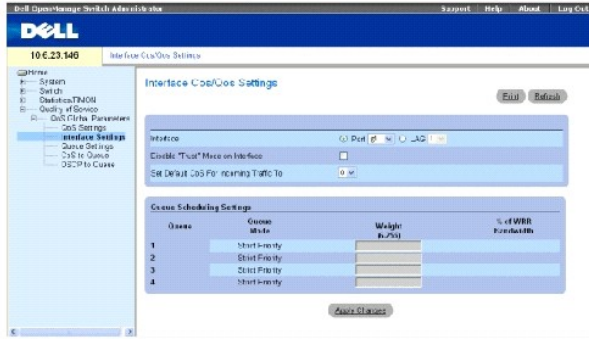 Dell OpenManage Switch Administrator
Support Help About Log Out
DELL
10.6.23.146
Interface Cos/Qos Settings
Home
System
Switch
Statistics/RMON
Quality of Service
QoS Global Parameters
CoS Settings
Interface Settings
Queue Settings
CoS to Queue
DSCP to Queue
Interface Cos/Qos Settings
Print Refresh
Interface
Port LAG
Disable "Trust" Mode on Interface
Set Default CoS For Incoming Traffic To
0
Queue Scheduling Settings
Queue
Queue Mode
Weight
% of WRR Bandwidth
1 Strict Priority
2 Strict Priority
3 Strict Priority
4 Strict Priority
Apply Changes